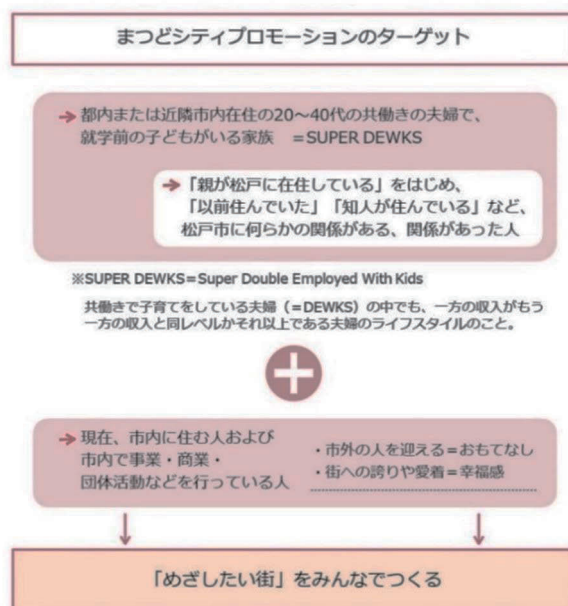 まつどシティプロモーションのターゲット
→ 都内または近隣市内在住の20～40代の共働きの夫婦で、
就学前の子どもがいる家族　=SUPER DEWKS
→ 「親が松戸に在住している」をはじめ、
「以前住んでいた」「知人が住んでいる」など、
松戸市に何らかの関係がある、関係があった人
※SUPER DEWKS=Super Double Employed With Kids
共働きで子育てをしている夫婦（=DEWKS）の中でも、一方の収入がもう
一方の収入と同レベルかそれ以上である夫婦のライフスタイルのこと。
→ 現在、市内に住む人および
市内で事業・商業・
団体活動などを行っている人
・市外の人を迎える=おもてなし
・街への誇りや愛着=幸福感
「めざしたい街」をみんなでつくる